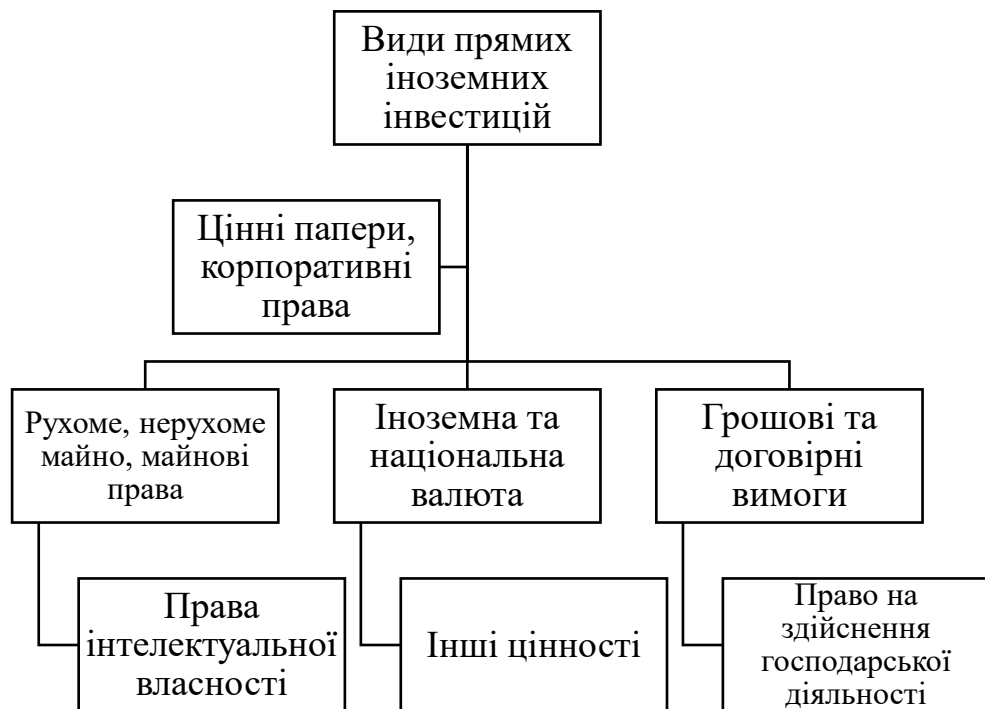 Види прямих
іноземних
інвестицій
Цінні папери,
корпоративні
права
Рухоме, нерухоме
майно, майнові
права
Іноземна та
національна
валюта
Грошові та
договірні
вимоги
Права
інтелектуальної
власності
Інші цінності
Право на
здійснення
господарської
діяльності